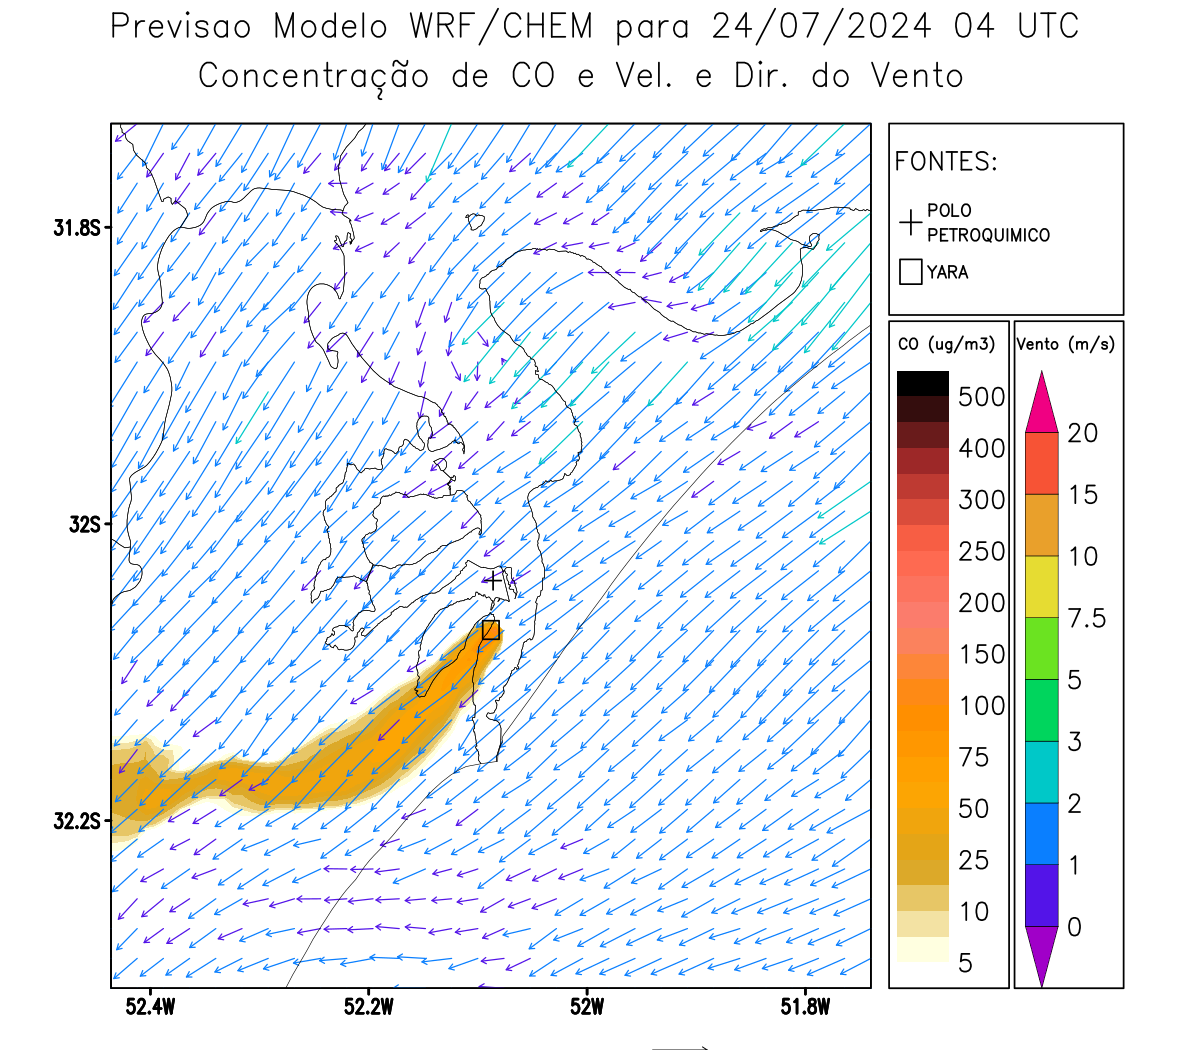 Previsao Modelo WRF/CHEM para 24/07/2024 04 UTC
Concentração de CO e Vel. e Dir. do Vento
FONTES:
POLO
PETROQUIMICO
YARA
CO (ug/m3)
500
400
300
250
200
150
100
75
50
25
10
5
Vento (m/s)
20
15
10
7.5
5
3
2
1
0
31.8S
32S
32.2S
52.4W
52.2W
52W
51.8W